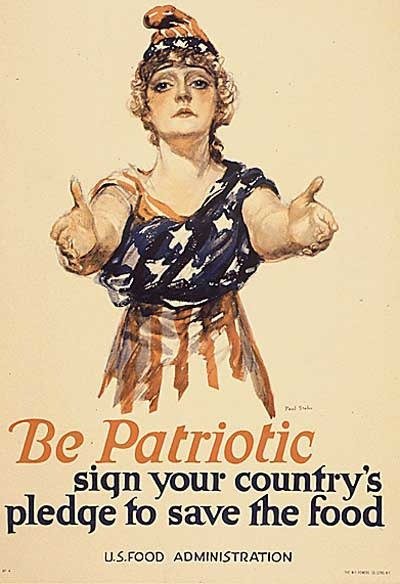 Paul Stahr
Be Patriotic
sign your country's
pledge to save the food
U.S. FOOD ADMINISTRATION